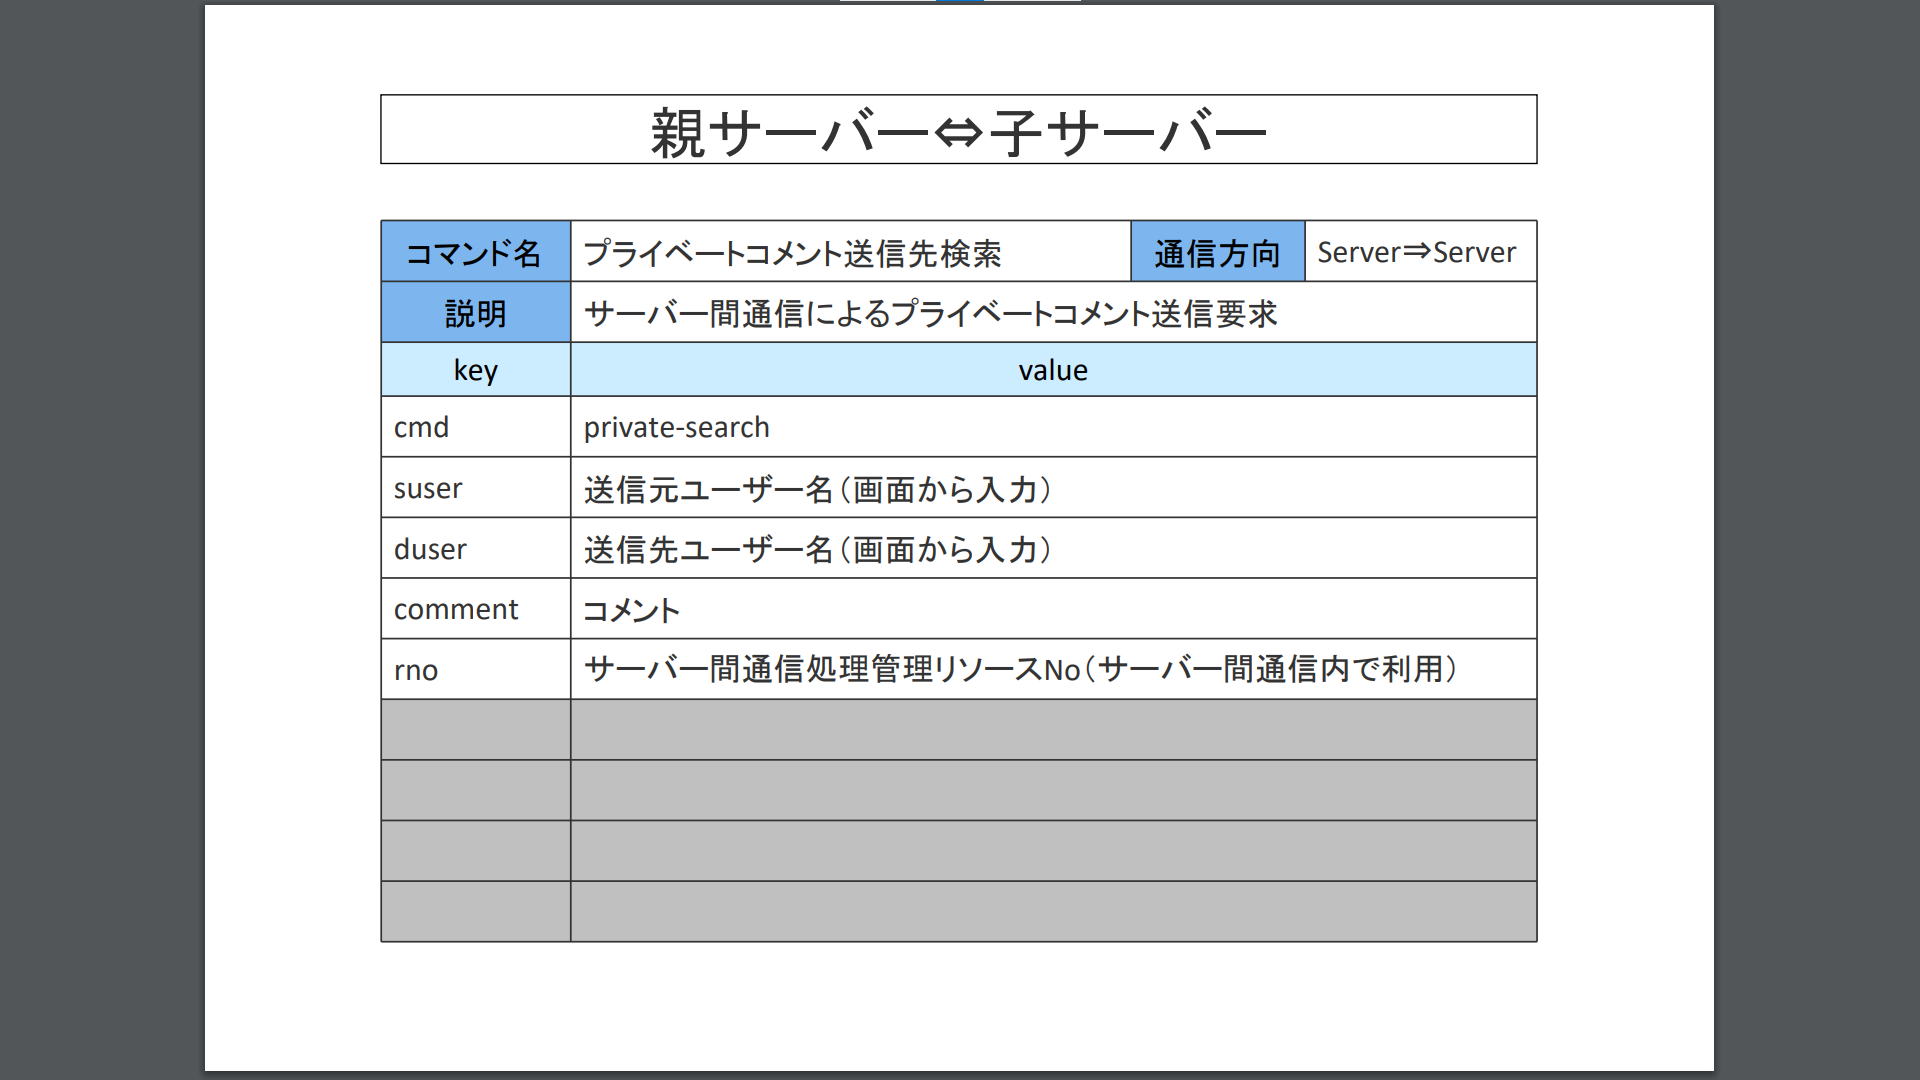 親サーバー⇔子サーバー
コマンド名 プライベートコメント送信先検索 通信方向 Server⇒Server
説明 サーバー間通信によるプライベートコメント送信要求
key value
cmd private-search
suser 送信元ユーザー名（画面から入力）
duser 送信先ユーザー名（画面から入力）
comment コメント
rno サーバー間通信処理管理リソースNo（サーバー間通信内で利用）